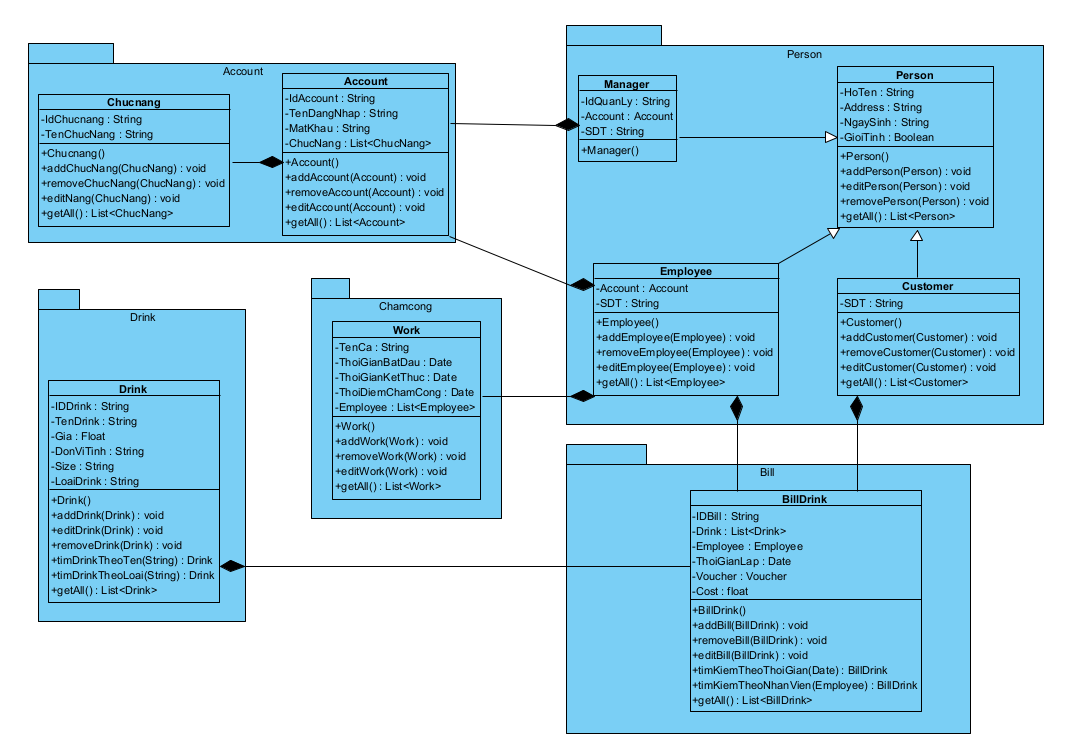 Account
Chucnang
-IdChucnang : String
-TenChucNang : String
+Chucnang()
+addChucNang(ChucNang) : void
+removeChucNang(ChucNang) : void
+editNang(ChucNang) : void
+getAll() : List<ChucNang>
Account
-IdAccount : String
-TenDangNhap : String
-MatKhau : String
-ChucNang : List<ChucNang>
+Account()
+addAccount(Account) : void
+removeAccount(Account) : void
+editAccount(Account) : void
+getAll() : List<Account>
Person
Manager
-IdQuanLy : String
-Account : Account
-SDT : String
+Manager()
Person
-HoTen : String
-Address : String
-NgaySinh : String
-GioiTinh : Boolean
+Person()
+addPerson(Person) : void
+editPerson(Person) : void
+removePerson(Person) : void
+getAll() : List<Person>
Employee
-Account : Account
-SDT : String
+Employee()
+addEmployee(Employee) : void
+removeEmployee(Employee) : void
+editEmployee(Employee) : void
+getAll() : List<Employee>
Customer
-SDT : String
+Customer()
+addCustomer(Customer) : void
+removeCustomer(Customer) : void
+editCustomer(Customer) : void
+getAll() : List<Customer>
Drink
Drink
-IDDrink : String
-TenDrink : String
-Gia : Float
-DonViTinh : String
-Size : String
-LoaiDrink : String
+Drink()
+addDrink(Drink) : void
+editDrink(Drink) : void
+removeDrink(Drink) : void
+timDrinkTheoTen(String) : Drink
+timDrinkTheoLoai(String) : Drink
+getAll() : List<Drink>
Chamcong
Work
-TenCa : String
-ThoiGianBatDau : Date
-ThoiGianKetThuc : Date
-ThoiDiemChamCong : Date
-Employee : List<Employee>
+Work()
+addWork(Work) : void
+removeWork(Work) : void
+editWork(Work) : void
+getAll() : List<Work>
Bill
BillDrink
-IDBill : String
-Drink : List<Drink>
-Employee : Employee
-ThoiGianLap : Date
-Voucher : Voucher
-Cost : float
+BillDrink()
+addBill(BillDrink) : void
+removeBill(BillDrink) : void
+editBill(BillDrink) : void
+timKiemTheoThoiGian(Date) : BillDrink
+timKiemTheoNhanVien(Employee) : BillDrink
+getAll() : List<BillDrink>